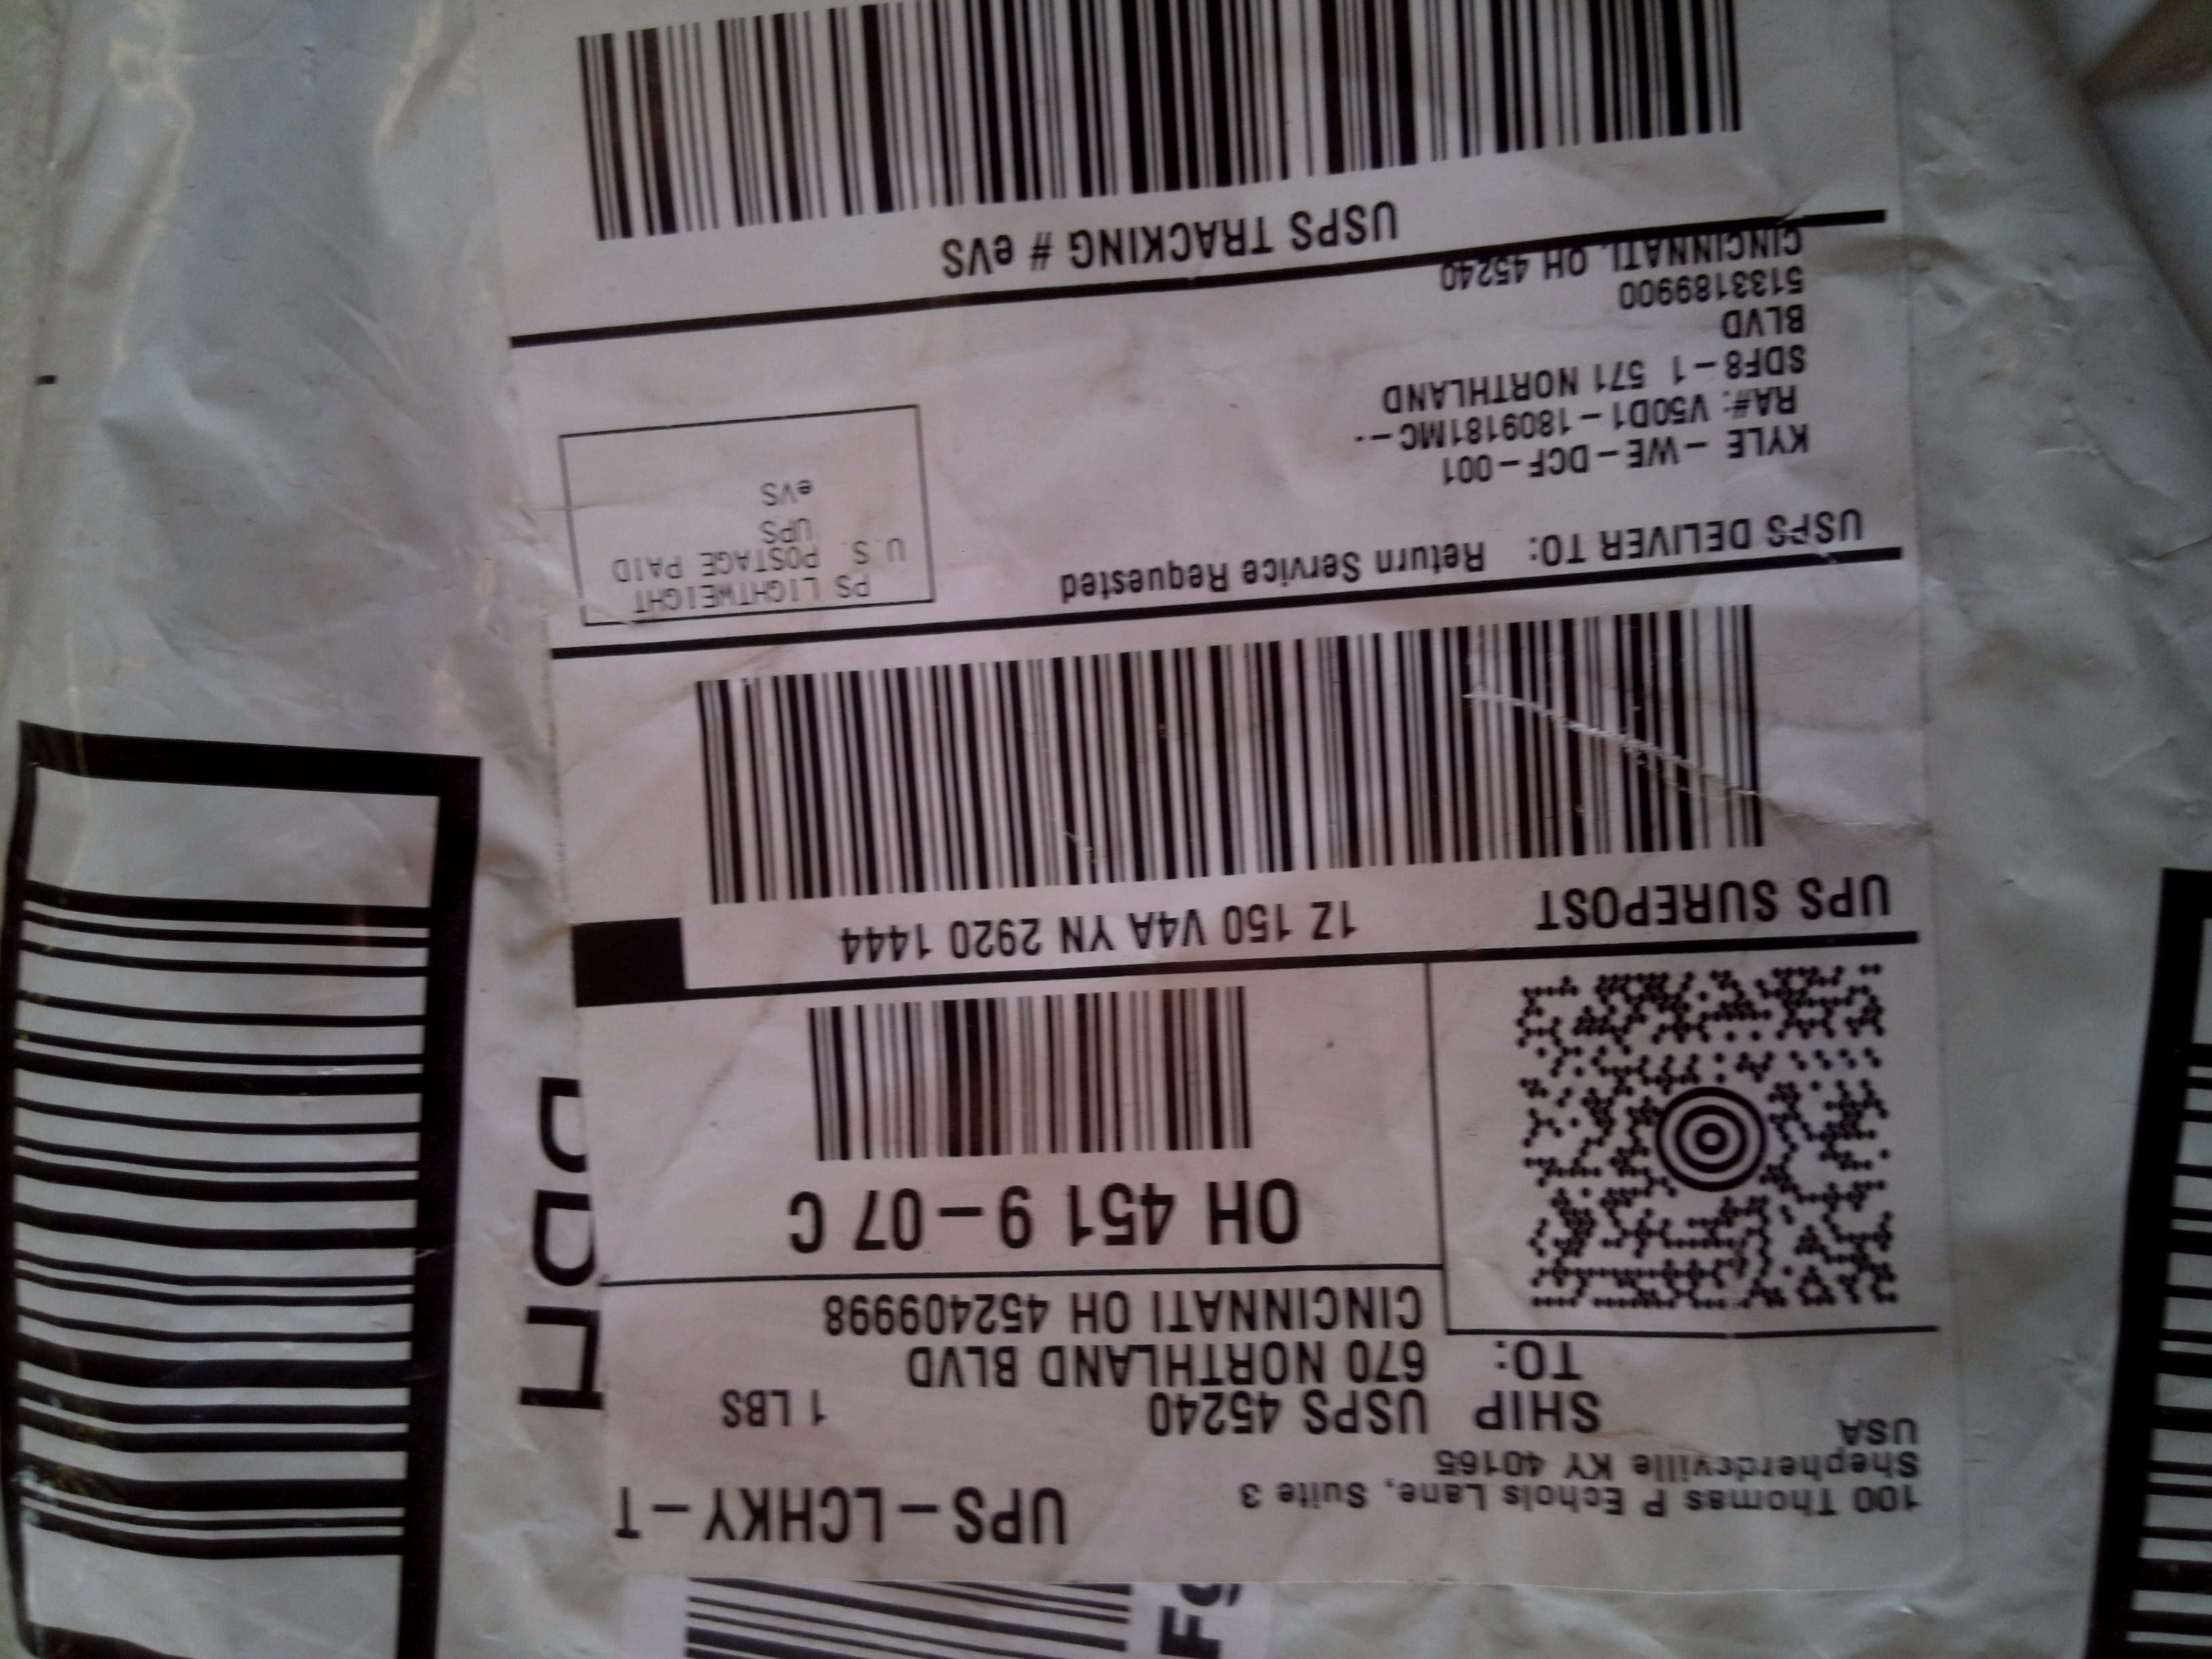 100 Thomas P Echols Lane, Suite 3
Shepherdsville KY 40165
USA
UPS-LCHKY-T
SHIP TO:
USPS 45240
1 LBS
670 NORTHLAND BLVD
CINCINNATI OH 452409998
OH 451 9-07 C
UPS SUREPOST
1Z 150 V4A YN 2920 1444
USPS DELIVER TO: Return Service Requested
KYLE - WE-DCF-001
RA#: V50D1-1809181MC--
SDF8-1 571 NORTHLAND
BLVD
5133189900
CINCINNATI, OH 45240
PS LIGHTWEIGHT
U.S. POSTAGE PAID
UPS
eVS
USPS TRACKING # eVS